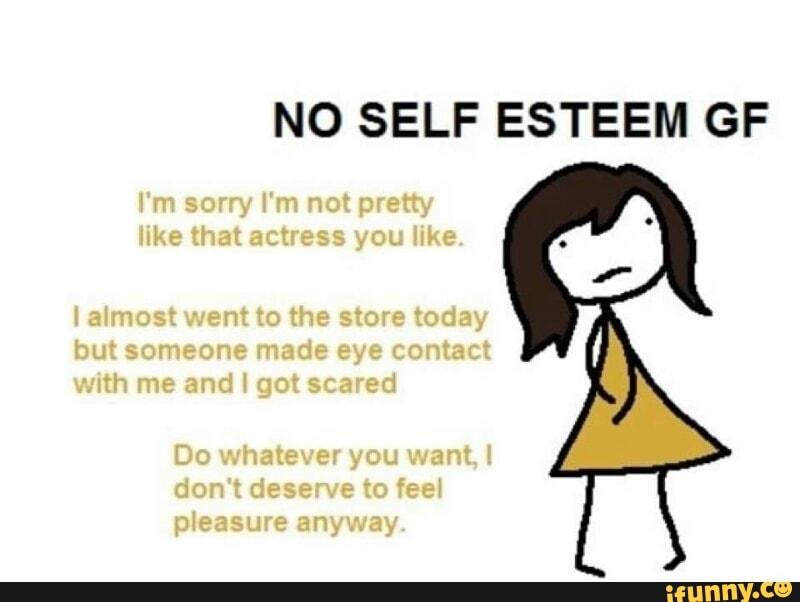 NO SELF ESTEEM GF
I'm sorry I'm not pretty
like that actress you like.
I almost went to the store today
but someone made eye contact
with me and I got scared
Do whatever you want, I
don't deserve to feel
pleasure anyway.
ifunny.co